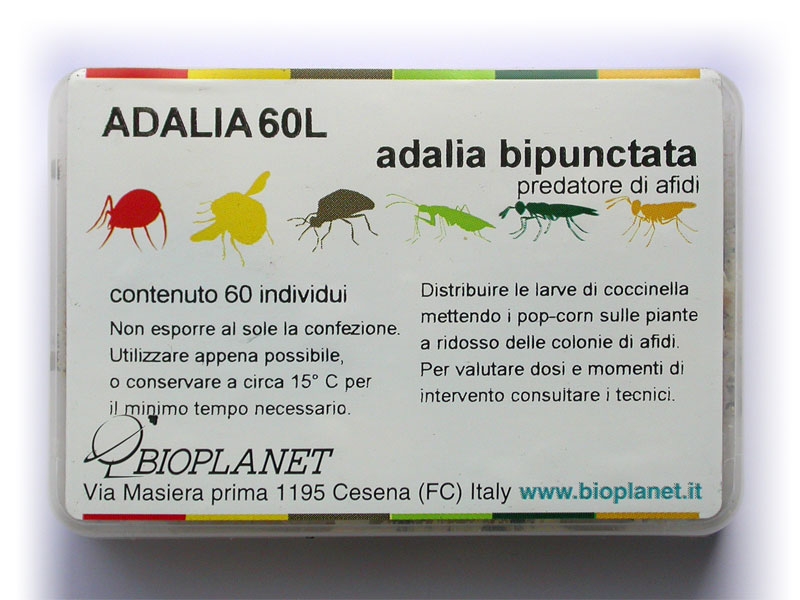 ADALIA 60L
adalia bipunctata
predatore di afidi
contenuto 60 individui
Non esporre al sole la confezione.
Utilizzare appena possibile,
o conservare a circa 15° C per
il minimo tempo necessario.
Distribuire le larve di coccinella
mettendo i pop-corn sulle piante
a ridosso delle colonie di afidi.
Per valutare dosi e momenti di
intervento consultare i tecnici.
BIOPLANET
Via Masiera prima 1195 Cesena (FC) Italy www.bioplanet.it